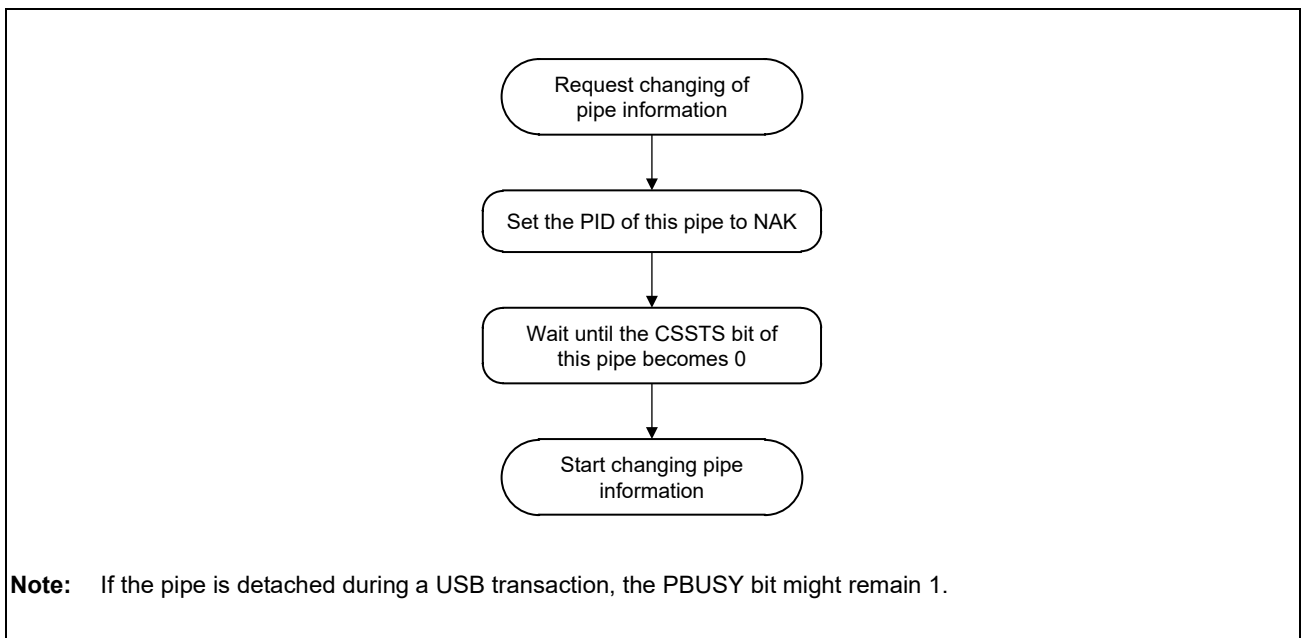 Request changing of
pipe information
Set the PID of this pipe to NAK
Wait until the CSSTS bit of
this pipe becomes 0
Start changing pipe
information
Note: If the pipe is detached during a USB transaction, the PBUSY bit might remain 1.